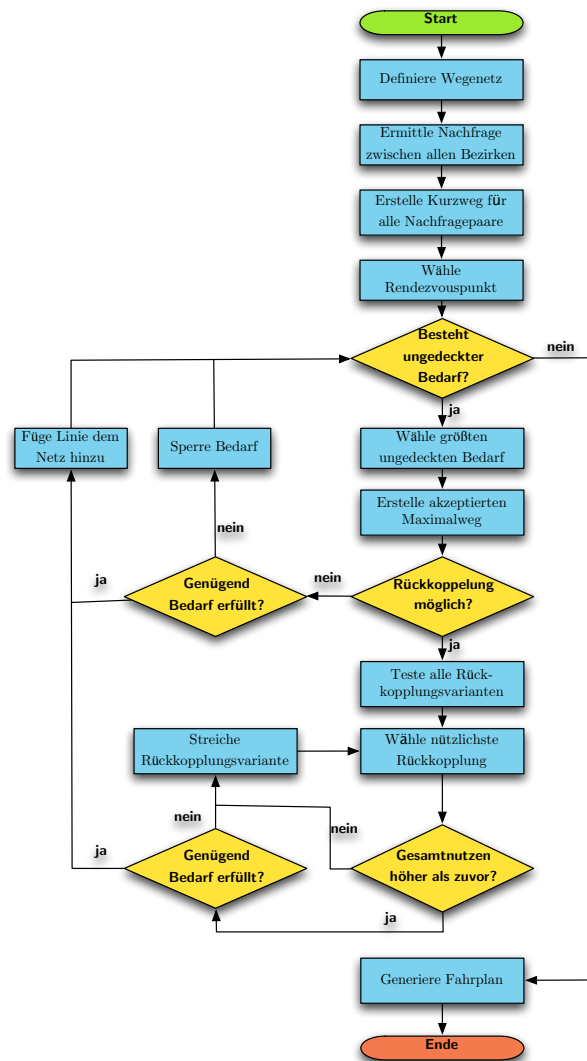 Start
Definiere Wegenetz
Ermittle Nachfrage
zwischen allen Bezirken
Erstelle Kurzweg für
alle Nachfragepaare
Wähle
Rendezvouspunkt
Besteht
ungedeckter
Bedarf?
nein
ja
Füge Linie dem
Netz hinzu
Sperre Bedarf
Wähle größten
ungedeckten Bedarf
Erstelle akzeptierten
Maximalweg
nein
ja
Genügend
Bedarf erfüllt?
nein
Rückkoppelung
möglich?
ja
Teste alle Rück-
kopplungsvarianten
Streiche
Rückkopplungsvariante
Wähle nützlichste
Rückkopplung
nein
nein
ja
Genügend
Bedarf erfüllt?
Gesamtnutzen
höher als zuvor?
ja
Generiere Fahrplan
Ende